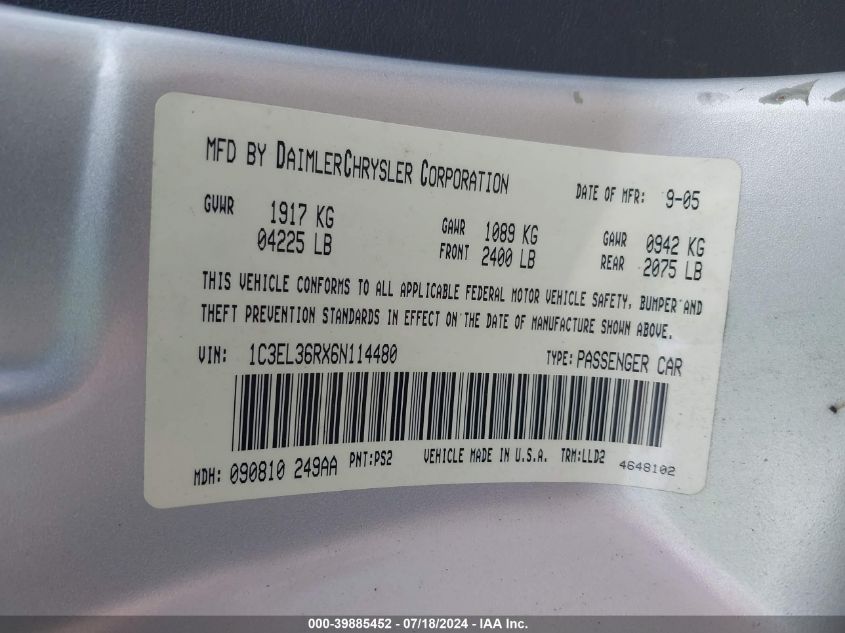 MFD BY DAIMLERCHRYSLER CORPORATION DATE OF MFR: 9-05
GVWR 1917 KG GAWR 1089 KG GAWR 0942 KG
04225 LB FRONT 2400 LB REAR 2075 LB
THIS VEHICLE CONFORMS TO ALL APPLICABLE FEDERAL MOTOR VEHICLE SAFETY, BUMPER AND
THEFT PREVENTION STANDARDS IN EFFECT ON THE DATE OF MANUFACTURE SHOWN ABOVE.
VIN: 1C3EL36RX6N114480 TYPE: PASSENGER CAR
MDH: 090810 249AA PNT:PS2 VEHICLE MADE IN U.S.A. TRM:LLD2 4648102
000-39885452 - 07/18/2024 - IAA Inc.